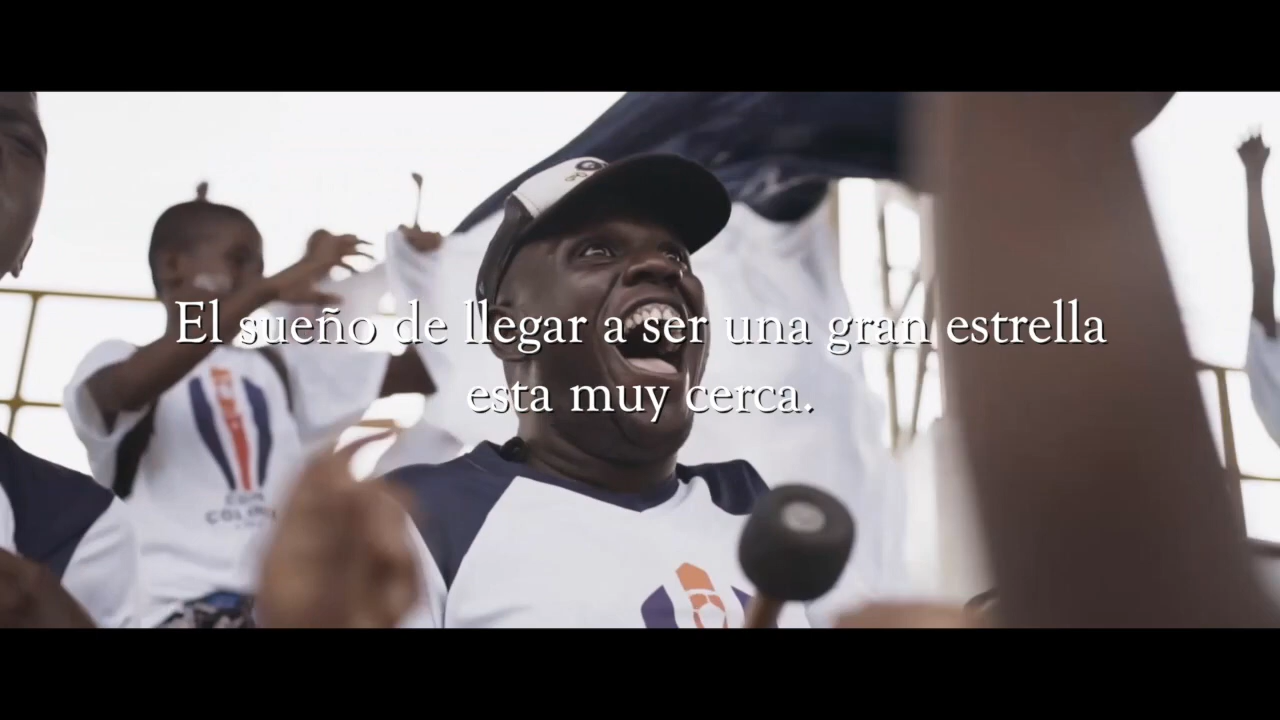 El sueño de llegar a ser una gran estrella
esta muy cerca.